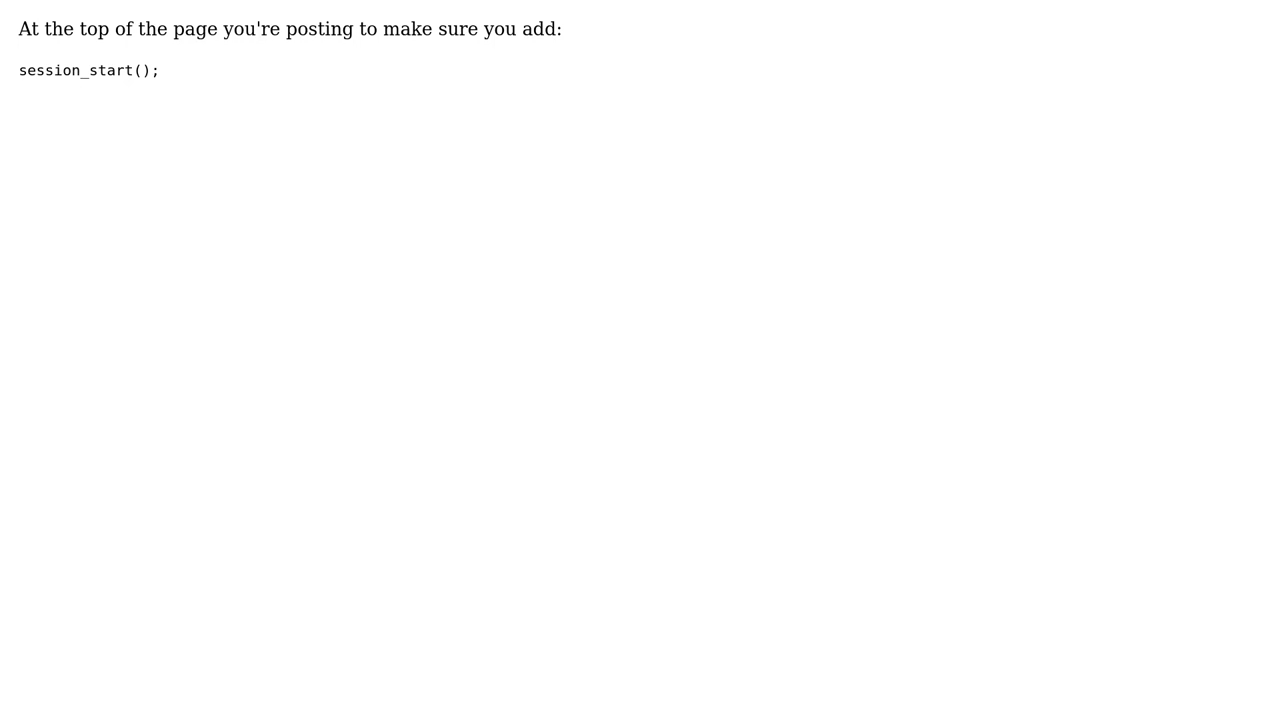 At the top of the page you're posting to make sure you add:
session_start();